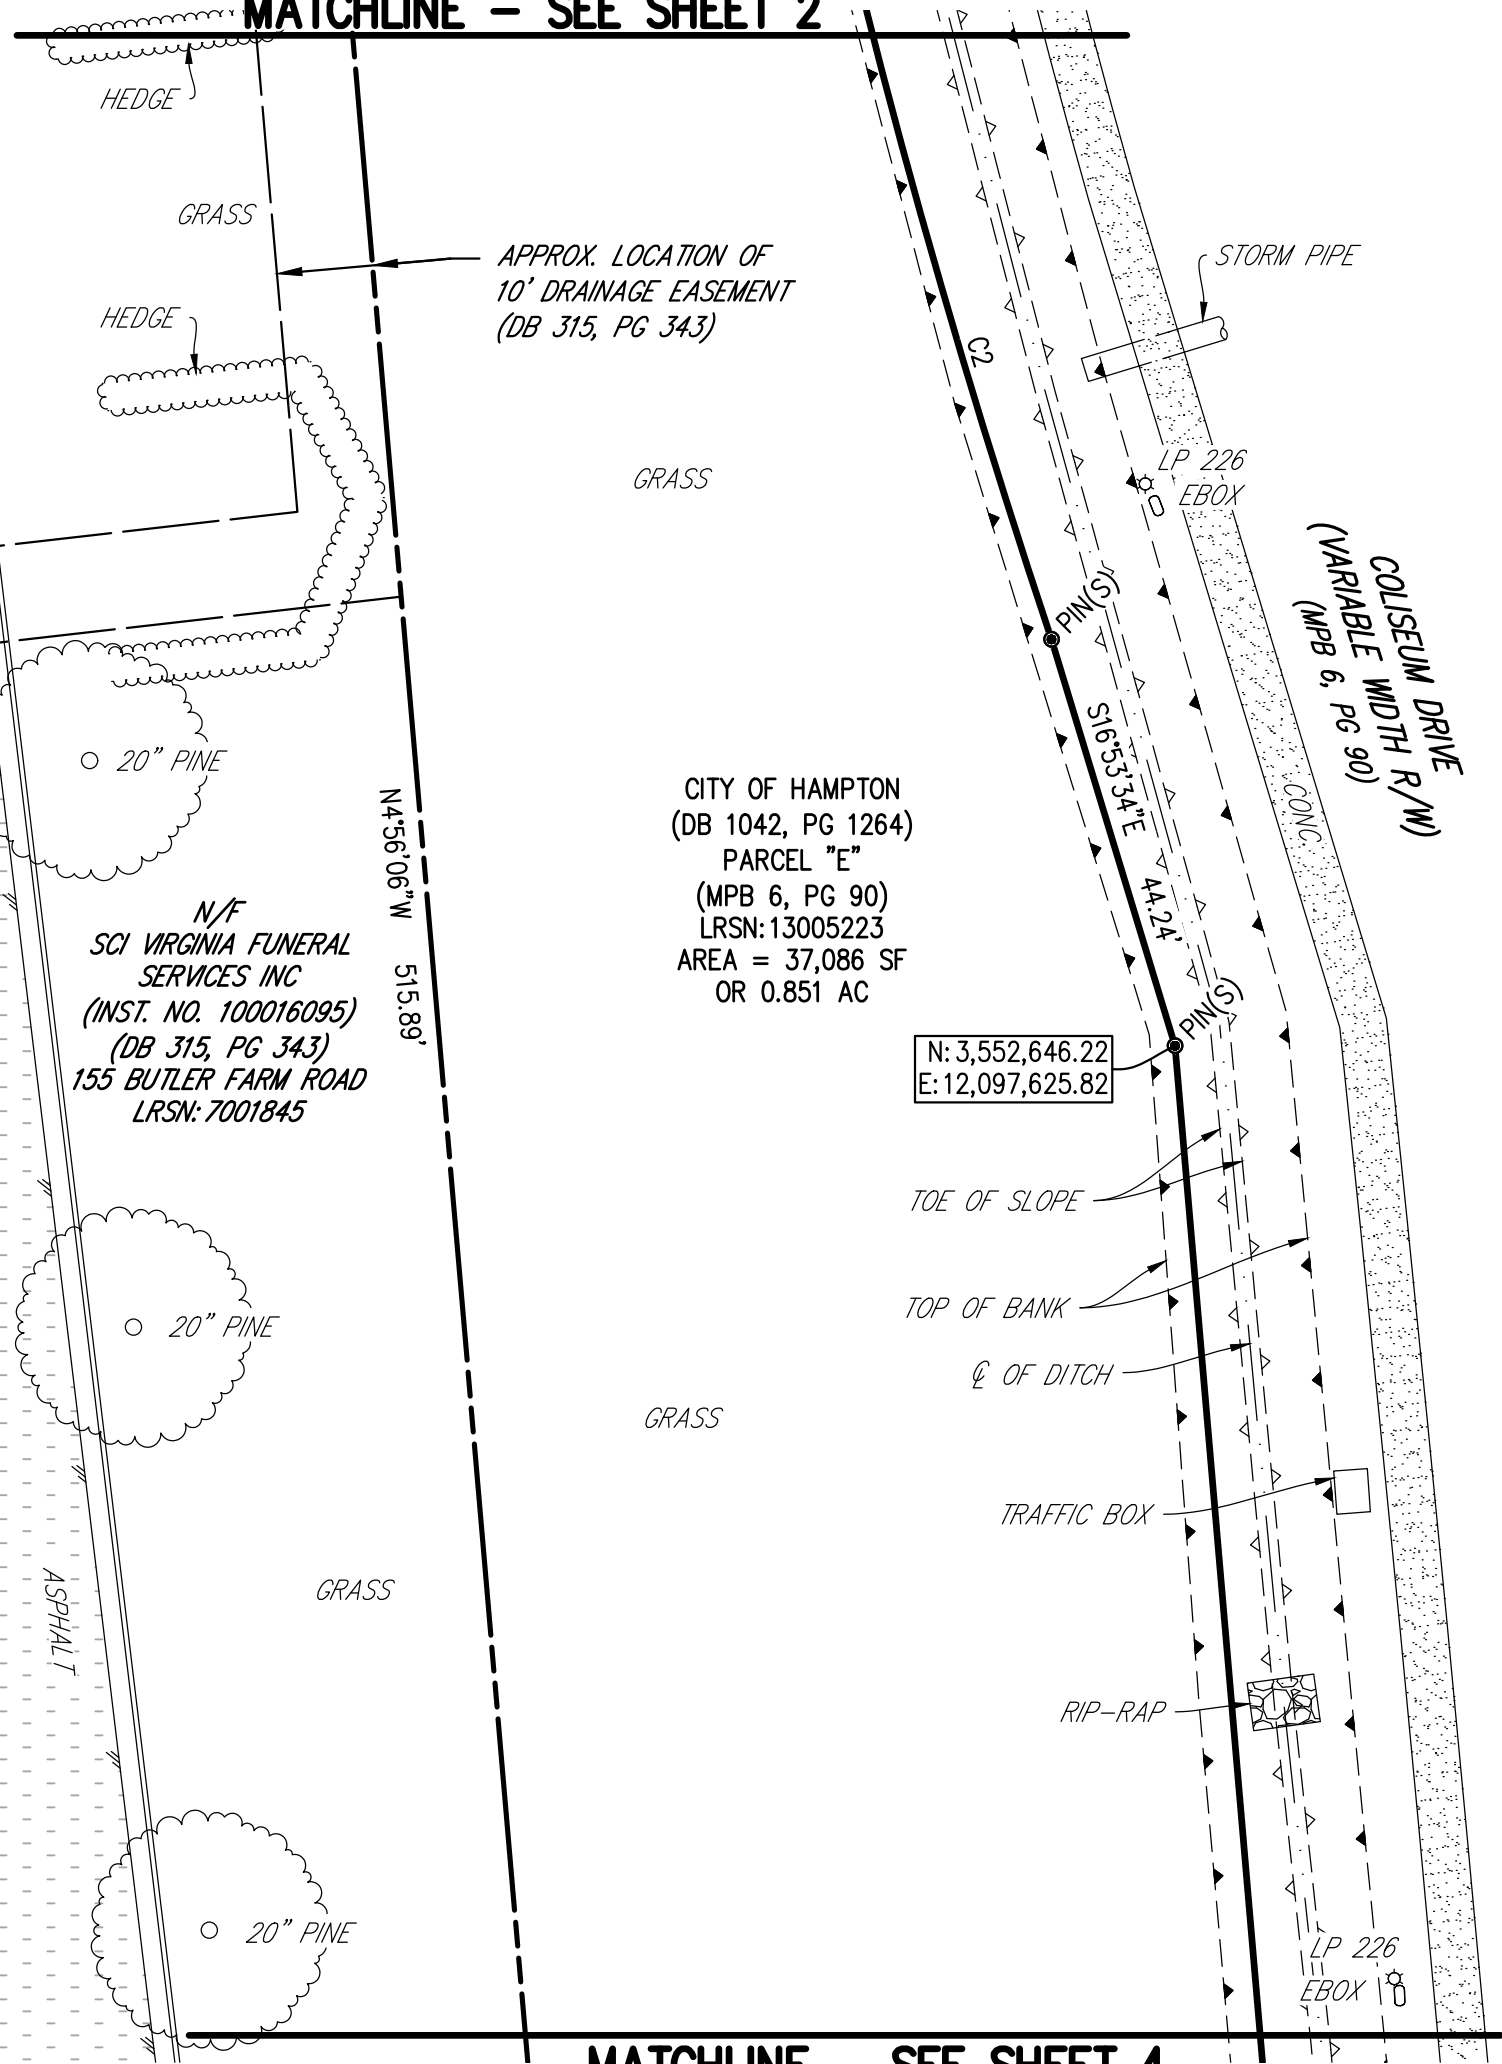 MATCHLINE - SEE SHEET 2
HEDGE
GRASS
APPROX. LOCATION OF
10' DRAINAGE EASEMENT
(DB 315, PG 343)
STORM PIPE
HEDGE
C2
GRASS
LP 226
EBOX
COLISEUM DRIVE
(VARIABLE WIDTH R/W)
(MPB 6, PG 90)
PIN(S)
S16°53'34"E 44.24'
CONC
20" PINE
N4°56'06"W 515.89'
CITY OF HAMPTON
(DB 1042, PG 1264)
PARCEL "E"
(MPB 6, PG 90)
LRSN:13005223
AREA = 37,086 SF
OR 0.851 AC
N/F
SCI VIRGINIA FUNERAL
SERVICES INC
(INST. NO. 100016095)
(DB 315, PG 343)
155 BUTLER FARM ROAD
LRSN:7001845
PIN(S)
N:3,552,646.22
E:12,097,625.82
TOE OF SLOPE
TOP OF BANK
20" PINE
℄ OF DITCH
GRASS
TRAFFIC BOX
GRASS
ASPHALT
RIP-RAP
20" PINE
LP 226
EBOX
MATCHLINE - SEE SHEET 4